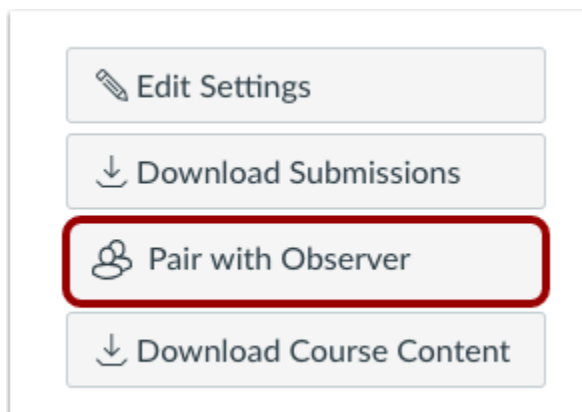 Edit Settings
Download Submissions
Pair with Observer
Download Course Content